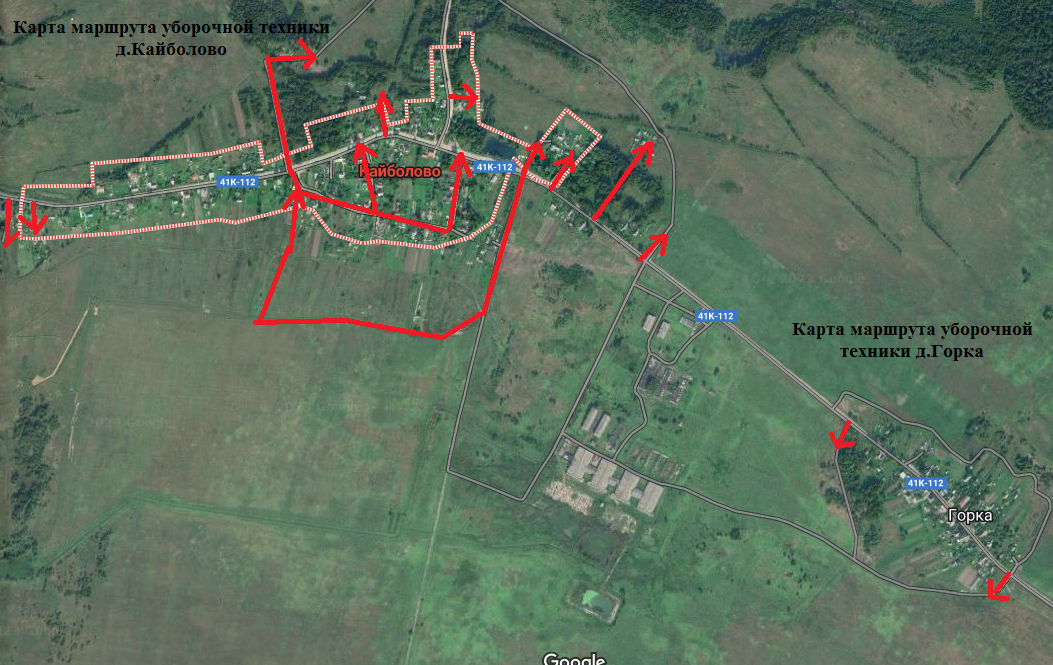 Карта маршрута уборочной техники
д.Кайболово
41К-112
Кайболово
41К-112
41К-112
Карта маршрута уборочной
техники д.Горка
41К-112
Горка
Google